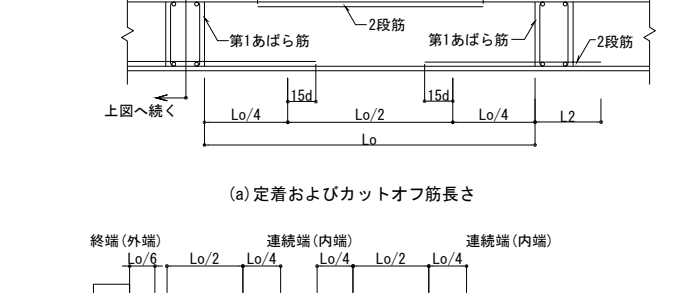 2段筋
第1あばら筋 第1あばら筋 2段筋
15d 15d
上図へ続く Lo/4 Lo/2 Lo/4 L2
Lo
(a)定着およびカットオフ筋長さ
終端(外端) 連続端(内端) 連続端(内端)
Lo/6 Lo/2 Lo/4 Lo/4 Lo/2 Lo/4